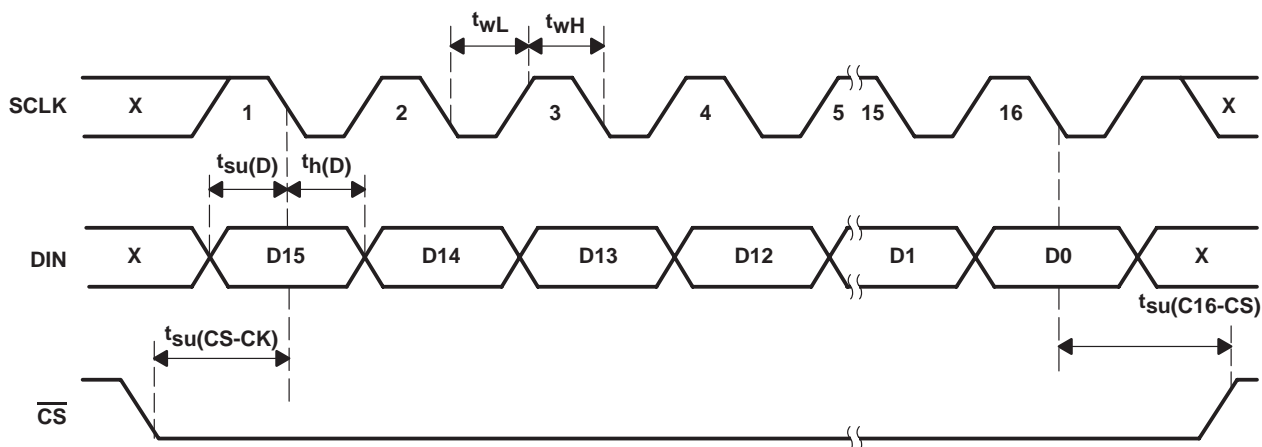 twL twH
SCLK X 1 2 3 4 5 15 16 X
tsu(D) th(D)
DIN X D15 D14 D13 D12 D1 D0 X
tsu(CS-CK) tsu(C16-CS)
CS